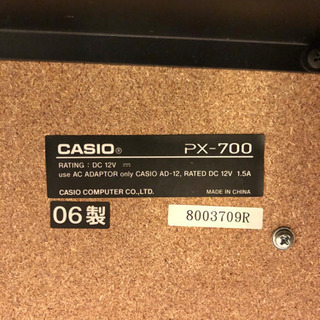 CASIO® PX-700
RATING : DC 12V ⎓
use AC ADAPTOR only CASIO AD-12, RATED DC 12V 1.5A
CASIO COMPUTER CO.,LTD. MADE IN CHINA
06製
8003709R